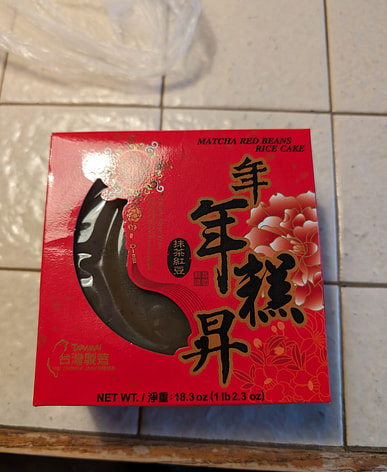 MATCHA RED BEANS
RICE CAKE
年年糕昇
抹茶紅豆
TAIWAN
台灣製造
NET WT. / 淨重: 18.3 oz (1 lb 2.3 oz)